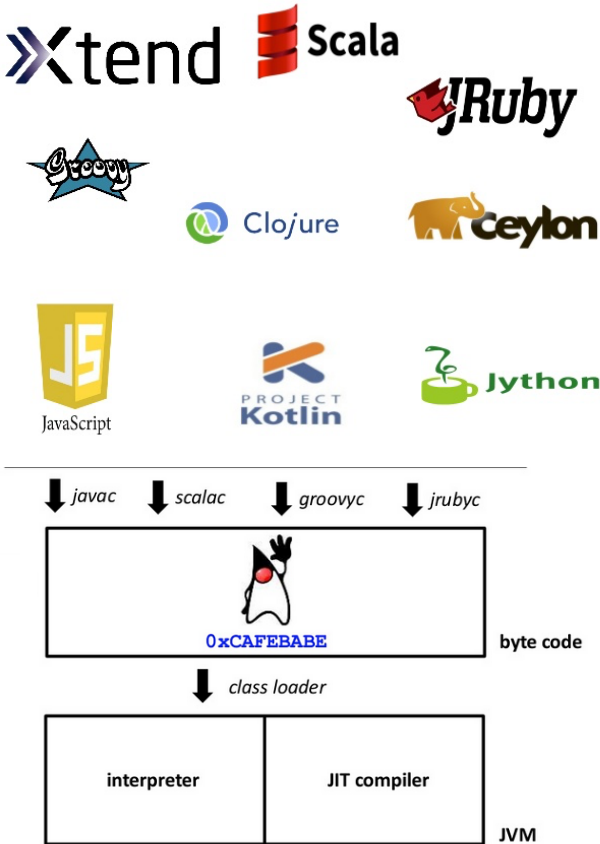 Xtend
Scala
JRuby
Groovy
Clojure
Ceylon
JS
JavaScript
PROJECT
Kotlin
Jython
javac
scalac
groovyc
jrubyc
0xCAFEBABE
byte code
class loader
interpreter
JIT compiler
JVM